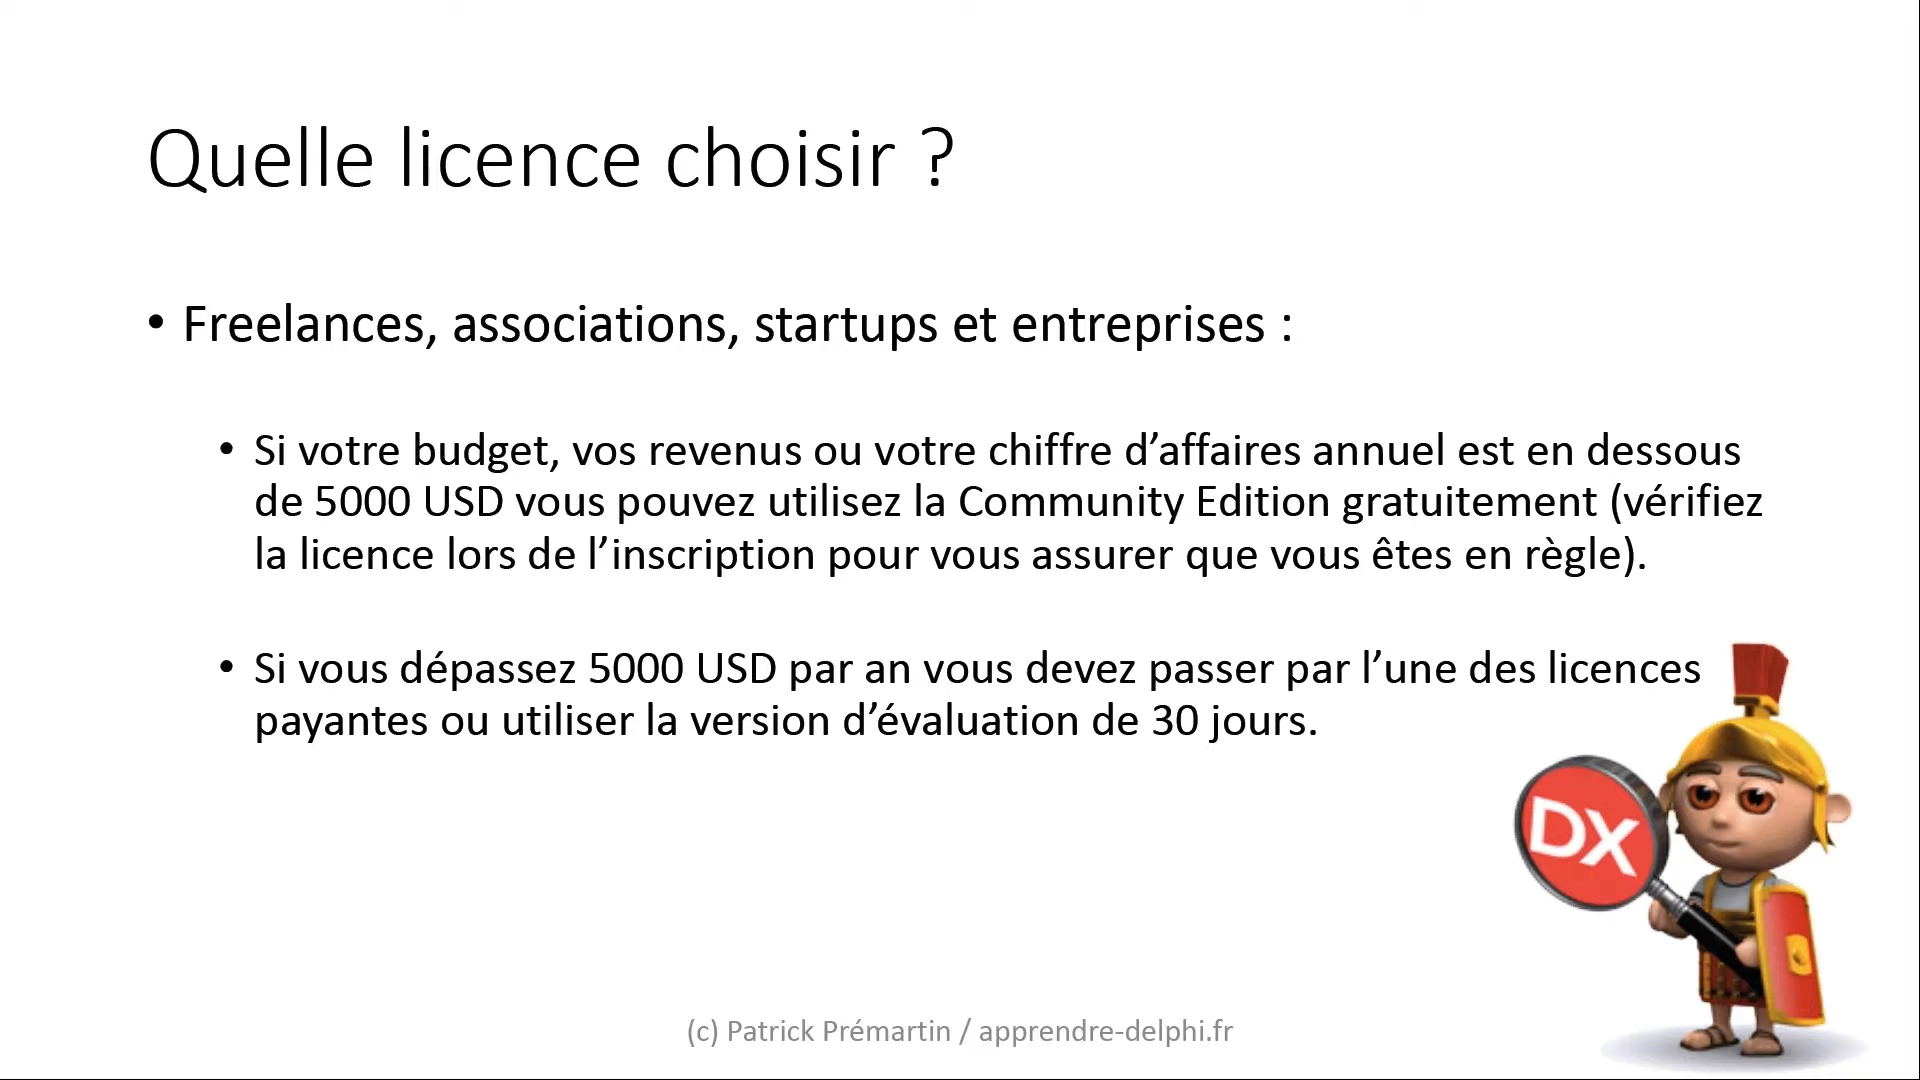 Quelle licence choisir ?
• Freelances, associations, startups et entreprises :
• Si votre budget, vos revenus ou votre chiffre d’affaires annuel est en dessous
de 5000 USD vous pouvez utilisez la Community Edition gratuitement (vérifiez
la licence lors de l’inscription pour vous assurer que vous êtes en règle).
• Si vous dépassez 5000 USD par an vous devez passer par l’une des licences
payantes ou utiliser la version d’évaluation de 30 jours.
DX
(c) Patrick Prémartin / apprendre-delphi.fr